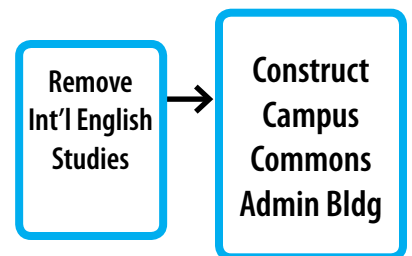 Remove
Int’l English
Studies
Construct
Campus
Commons
Admin Bldg